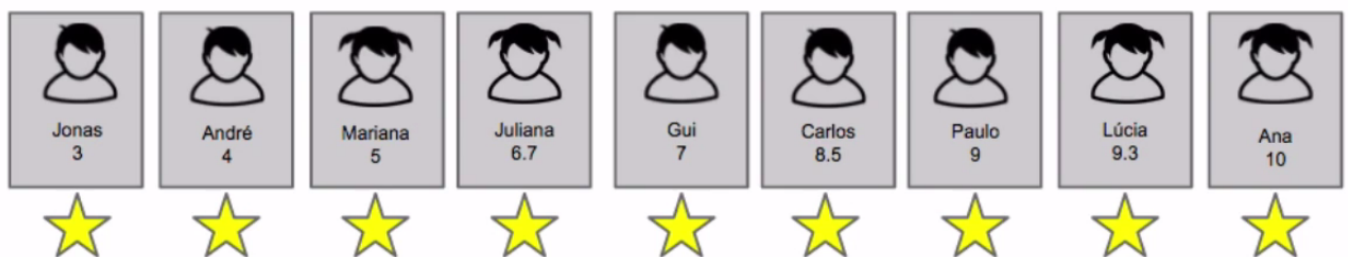 Jonas
3
André
4
Mariana
5
Juliana
6.7
Gui
7
Carlos
8.5
Paulo
9
Lúcia
9.3
Ana
10